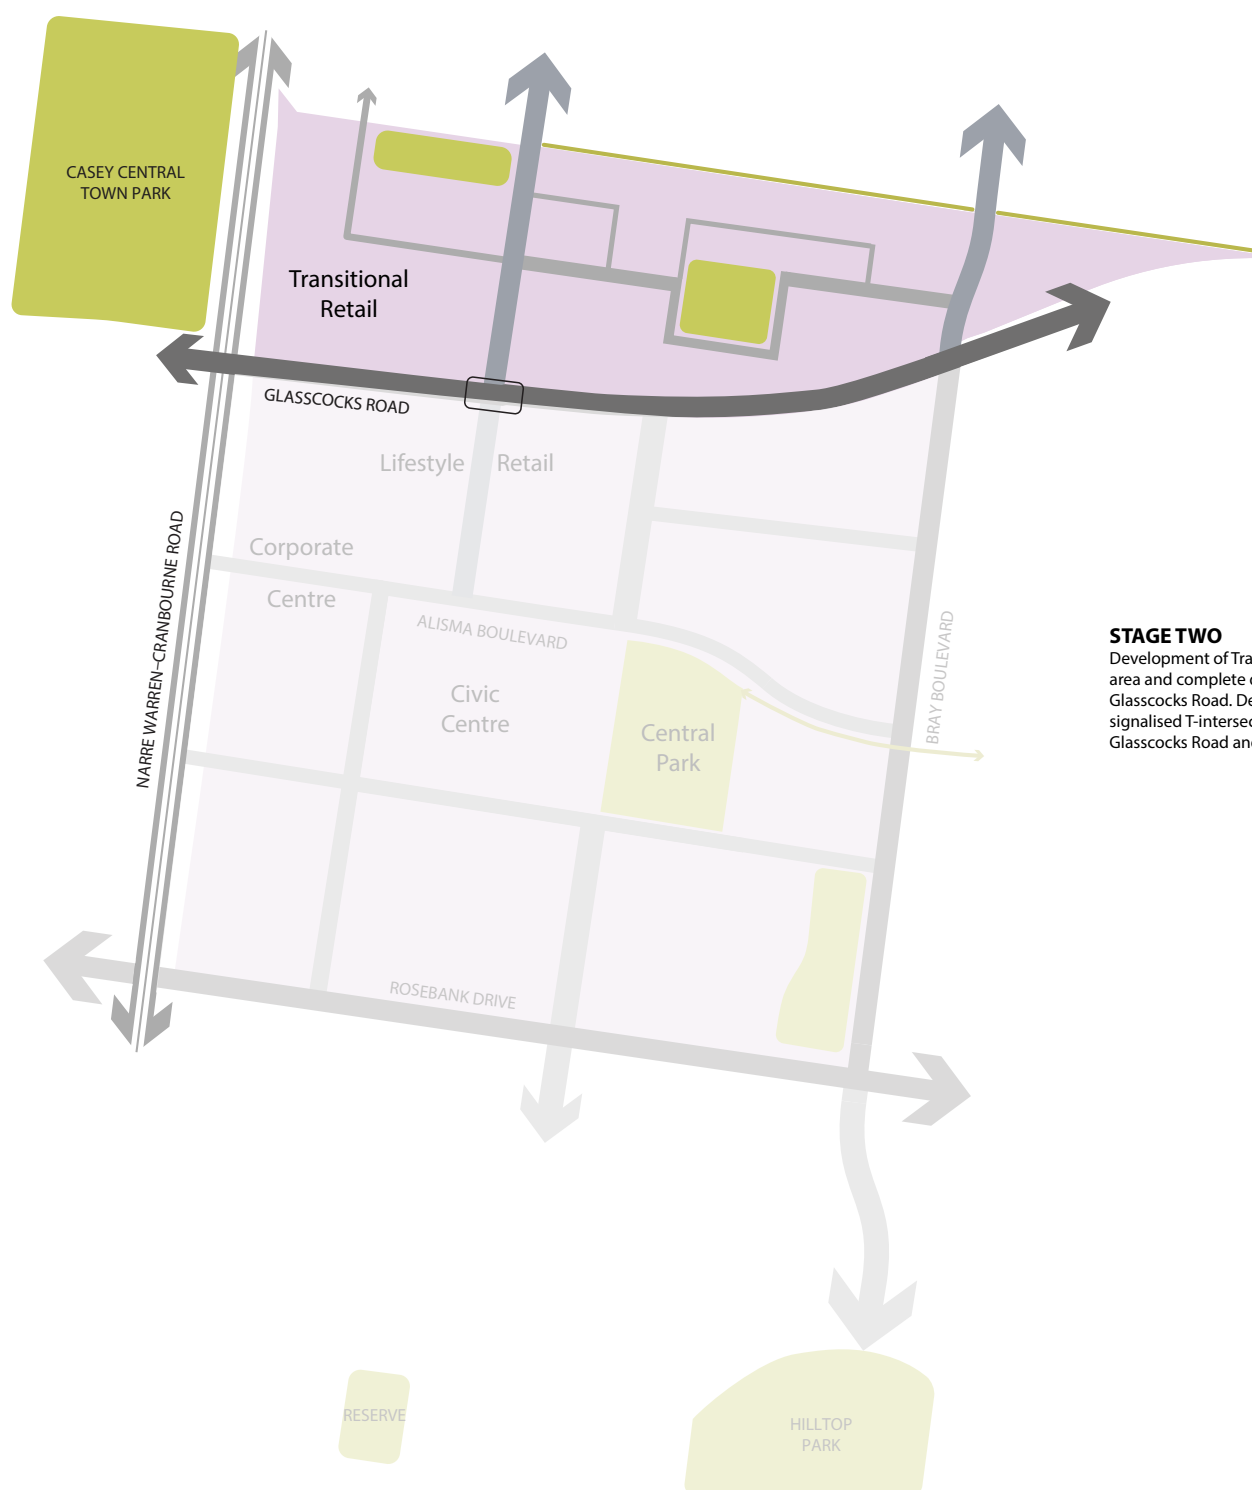 CASEY CENTRAL
TOWN PARK
Transitional
Retail
GLASSCOCKS ROAD
Lifestyle Retail
NARRE WARREN–CRANBOURNE ROAD
Corporate
Centre
ALISMA BOULEVARD
BRAY BOULEVARD
Civic
Centre
Central
Park
STAGE TWO
Development of Tra
area and complete
Glasscocks Road. De
signalised T-intersec
Glasscocks Road an
ROSEBANK DRIVE
RESERVE
HILLTOP
PARK